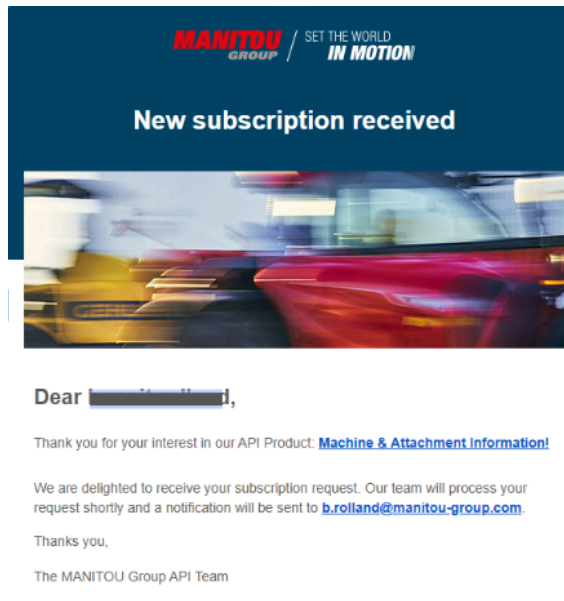 MANITOU
GROUP
SET THE WORLD
IN MOTION
New subscription received
Dear
Thank you for your interest in our API Product: Machine & Attachment Information!
We are delighted to receive your subscription request. Our team will process your
request shortly and a notification will be sent to b.rolland@manitou-group.com.
Thanks you,
The MANITOU Group API Team